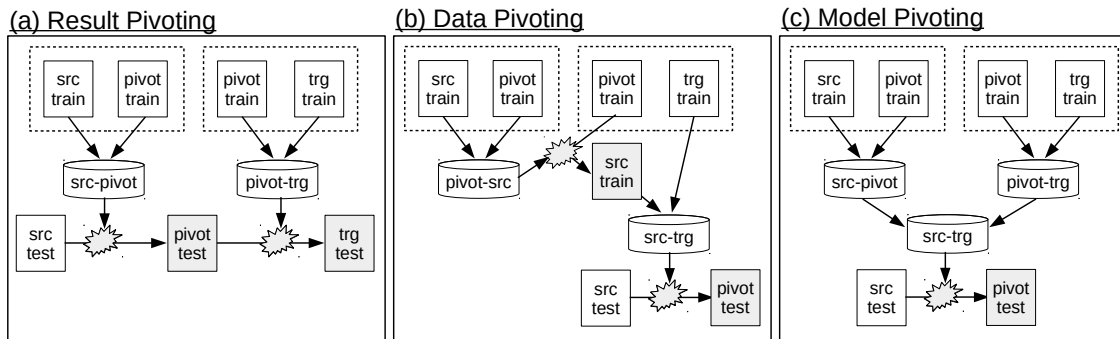 (a) Result Pivoting
src
train
pivot
train
pivot
train
trg
train
src-pivot
pivot-trg
src
test
pivot
test
trg
test
(b) Data Pivoting
src
train
pivot
train
pivot
train
trg
train
pivot-src
src
train
src-trg
src
test
pivot
test
(c) Model Pivoting
src
train
pivot
train
pivot
train
trg
train
src-pivot
pivot-trg
src-trg
src
test
pivot
test